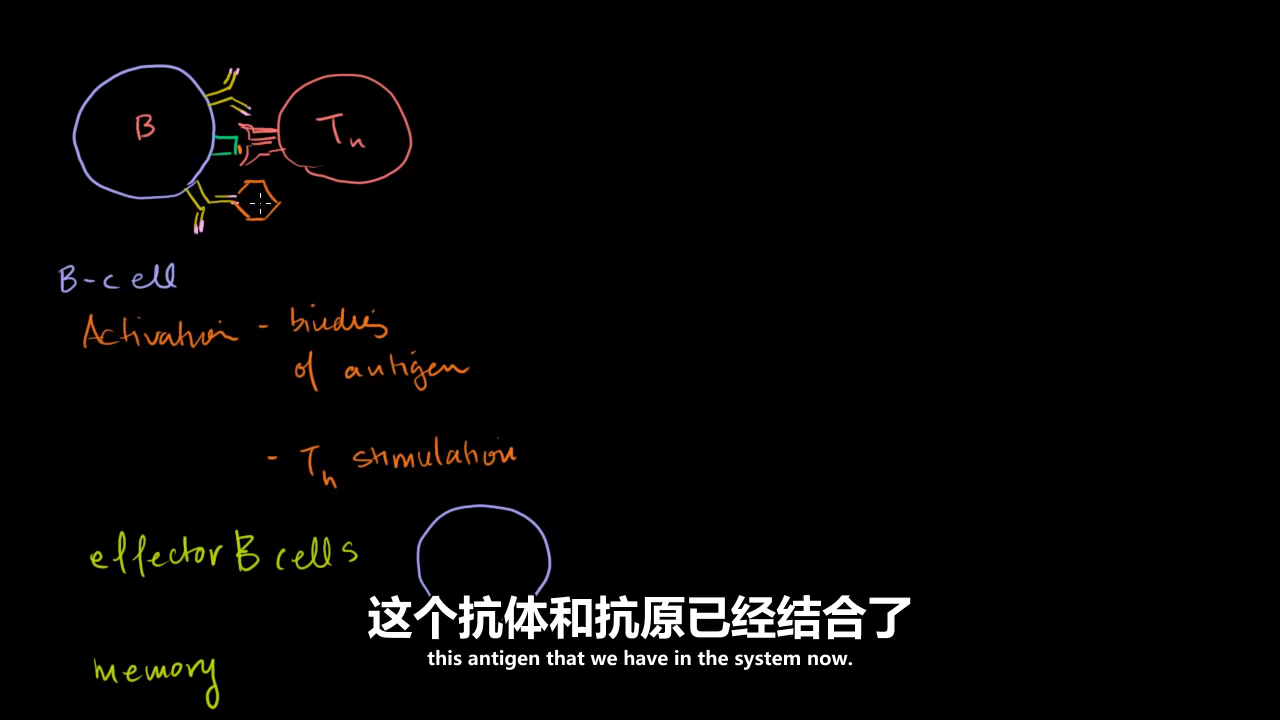 B
Tₕ
B-cell
Activation - binding
of antigen
- Tₕ stimulation
effector B cells
memory
这个抗体和抗原已经结合了
this antigen that we have in the system now.